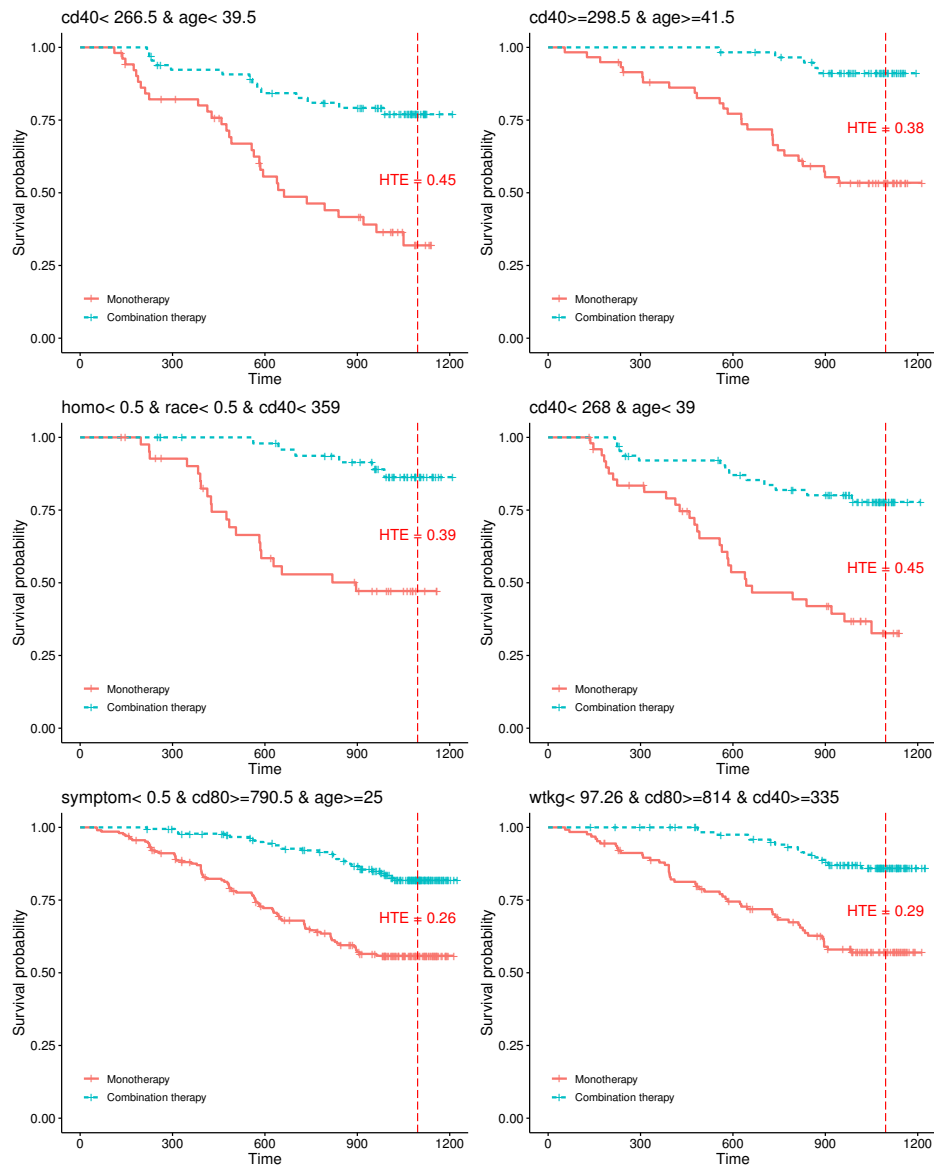 cd40< 266.5 & age< 39.5
1.00
0.75
0.50
0.25
0.00
Survival probability
HTE = 0.45
Monotherapy
Combination therapy
0 300 600 900 1200
Time
cd40>=298.5 & age>=41.5
1.00
0.75
0.50
0.25
0.00
Survival probability
HTE = 0.38
Monotherapy
Combination therapy
0 300 600 900 1200
Time
homo< 0.5 & race< 0.5 & cd40< 359
1.00
0.75
0.50
0.25
0.00
Survival probability
HTE = 0.39
Monotherapy
Combination therapy
0 300 600 900 1200
Time
cd40< 268 & age< 39
1.00
0.75
0.50
0.25
0.00
Survival probability
HTE = 0.45
Monotherapy
Combination therapy
0 300 600 900 1200
Time
symptom< 0.5 & cd80>=790.5 & age>=25
1.00
0.75
0.50
0.25
0.00
Survival probability
HTE = 0.26
Monotherapy
Combination therapy
0 300 600 900 1200
Time
wtkg< 97.26 & cd80>=814 & cd40>=335
1.00
0.75
0.50
0.25
0.00
Survival probability
HTE = 0.29
Monotherapy
Combination therapy
0 300 600 900 1200
Time